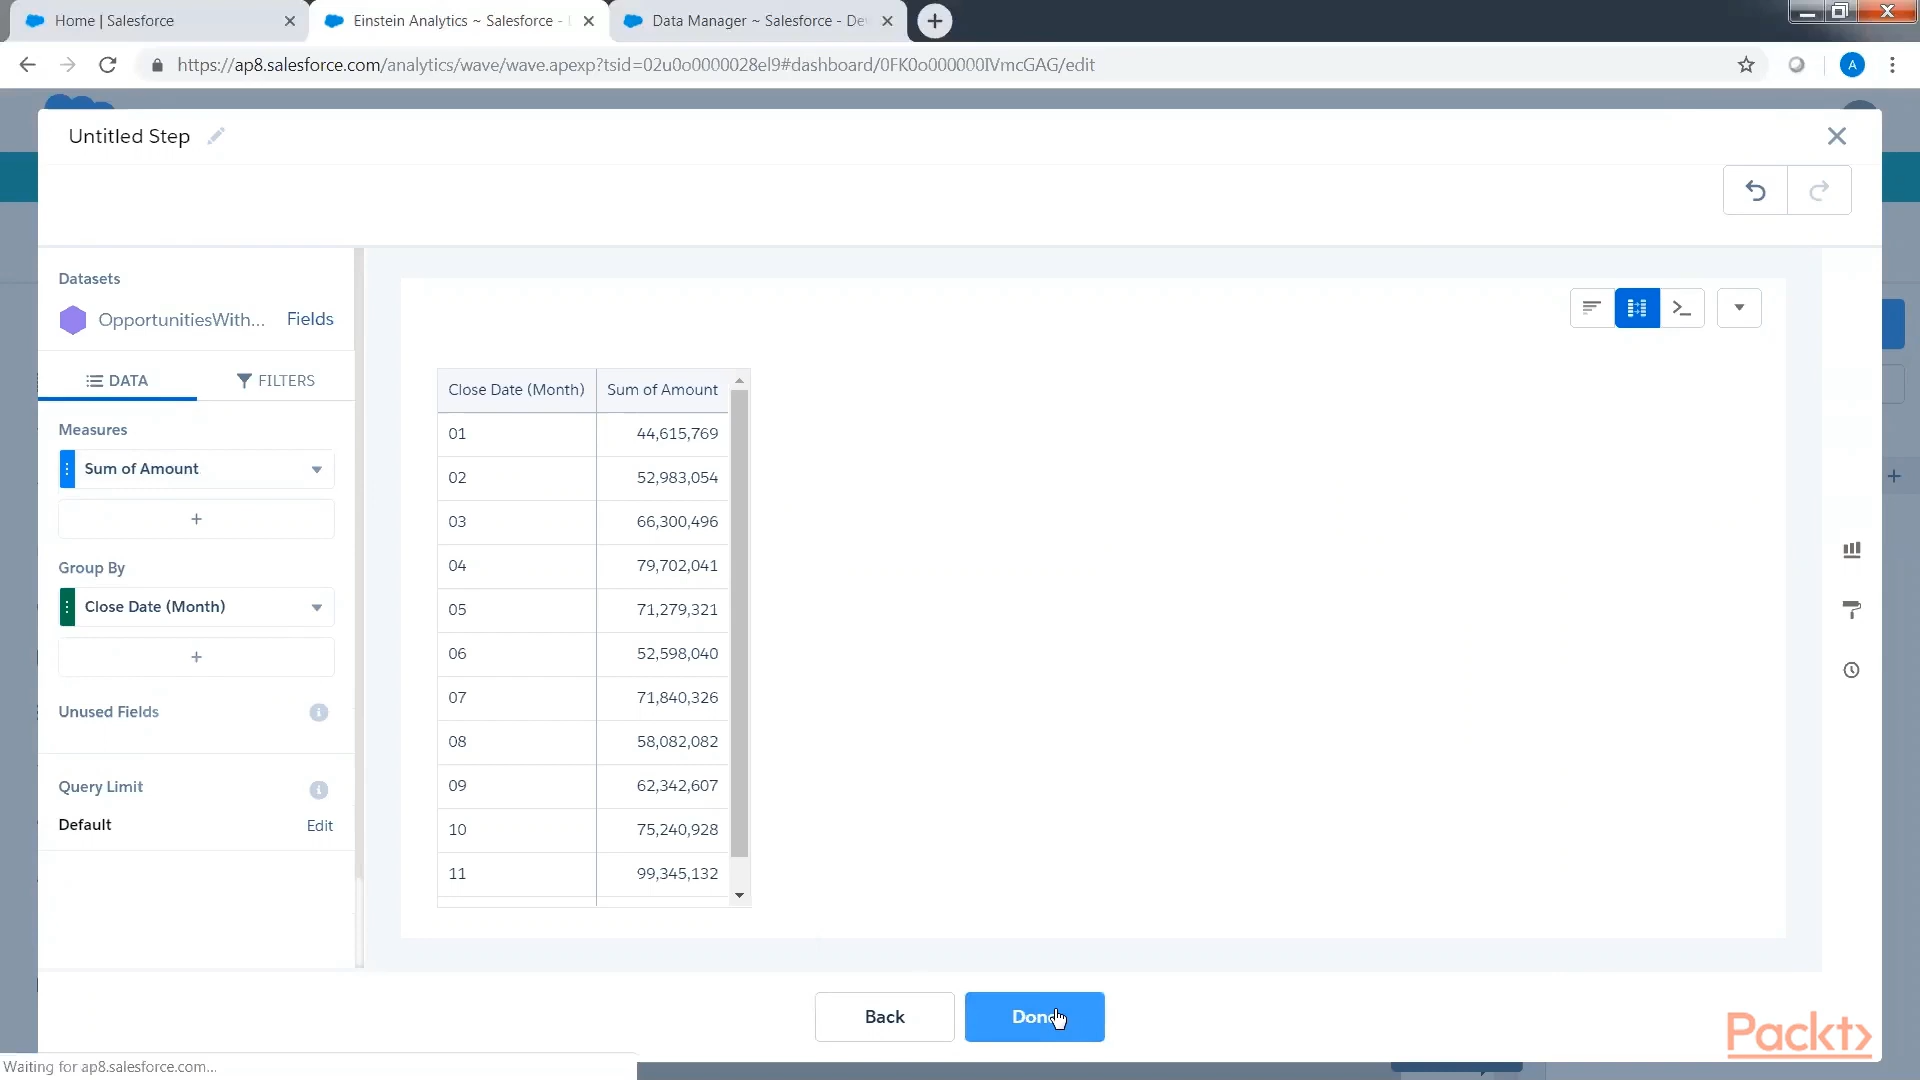 Home | Salesforce
Einstein Analytics ~ Salesforce -
Data Manager ~ Salesforce - De
https://ap8.salesforce.com/analytics/wave/wave.apexp?tsid=02u0o0000028el9#dashboard/0FK0o000000IVmcGAG/edit
A
Untitled Step
Datasets
OpportunitiesWith... Fields
DATA FILTERS
Measures
Sum of Amount
+
Group By
Close Date (Month)
+
Unused Fields
Query Limit
Default Edit
Close Date (Month) Sum of Amount
01 44,615,769
02 52,983,054
03 66,300,496
04 79,702,041
05 71,279,321
06 52,598,040
07 71,840,326
08 58,082,082
09 62,342,607
10 75,240,928
11 99,345,132
Back
Packt>
Waiting for ap8.salesforce.com...